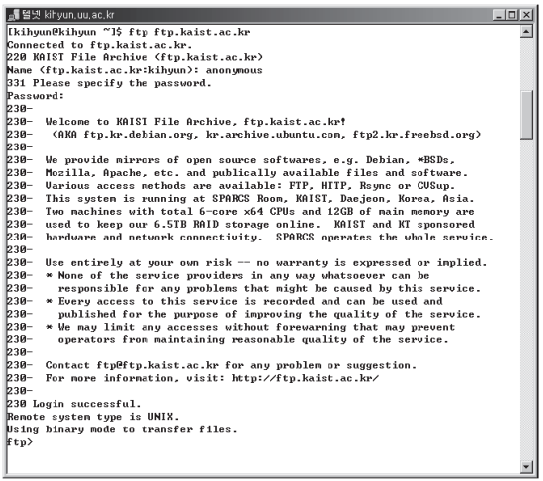 텔넷 kihyun,uu,ac,kr
[kihyun@kihyun ~]$ ftp ftp.kaist.ac.kr
Connected to ftp.kaist.ac.kr.
220 KAIST File Archive (ftp.kaist.ac.kr)
Name (ftp.kaist.ac.kr:kihyun): anonymous
331 Please specify the password.
Password:
230-
230-  Welcome to KAIST File Archive, ftp.kaist.ac.kr!
230-   (AKA ftp.kr.debian.org, kr.archive.ubuntu.com, ftp2.kr.freebsd.org)
230-
230-  We provide mirrors of open source softwares, e.g. Debian, *BSDs,
230-  Mozilla, Apache, etc. and publically available files and software.
230-  Various access methods are available: FTP, HTTP, Rsync or CVSup.
230-  This system is running at SPARCS Room, KAIST, Daejeon, Korea, Asia.
230-  Two machines with total 6-core x64 CPUs and 12GB of main memory are
230-  used to keep our 6.5TB RAID storage online.  KAIST and KT sponsored
230-  hardware and network connectivity.  SPARCS operates the whole service.
230-
230-  Use entirely at your own risk -- no warranty is expressed or implied.
230-  * None of the service providers in any way whatsoever can be
230-    responsible for any problems that might be caused by this service.
230-  * Every access to this service is recorded and can be used and
230-    published for the purpose of improving the quality of the service.
230-  * We may limit any accesses without forewarning that may prevent
230-    operators from maintaining reasonable quality of the service.
230-
230-  Contact ftp@ftp.kaist.ac.kr for any problem or suggestion.
230-  For more information, visit: http://ftp.kaist.ac.kr/
230-
230 Login successful.
Remote system type is UNIX.
Using binary mode to transfer files.
ftp>